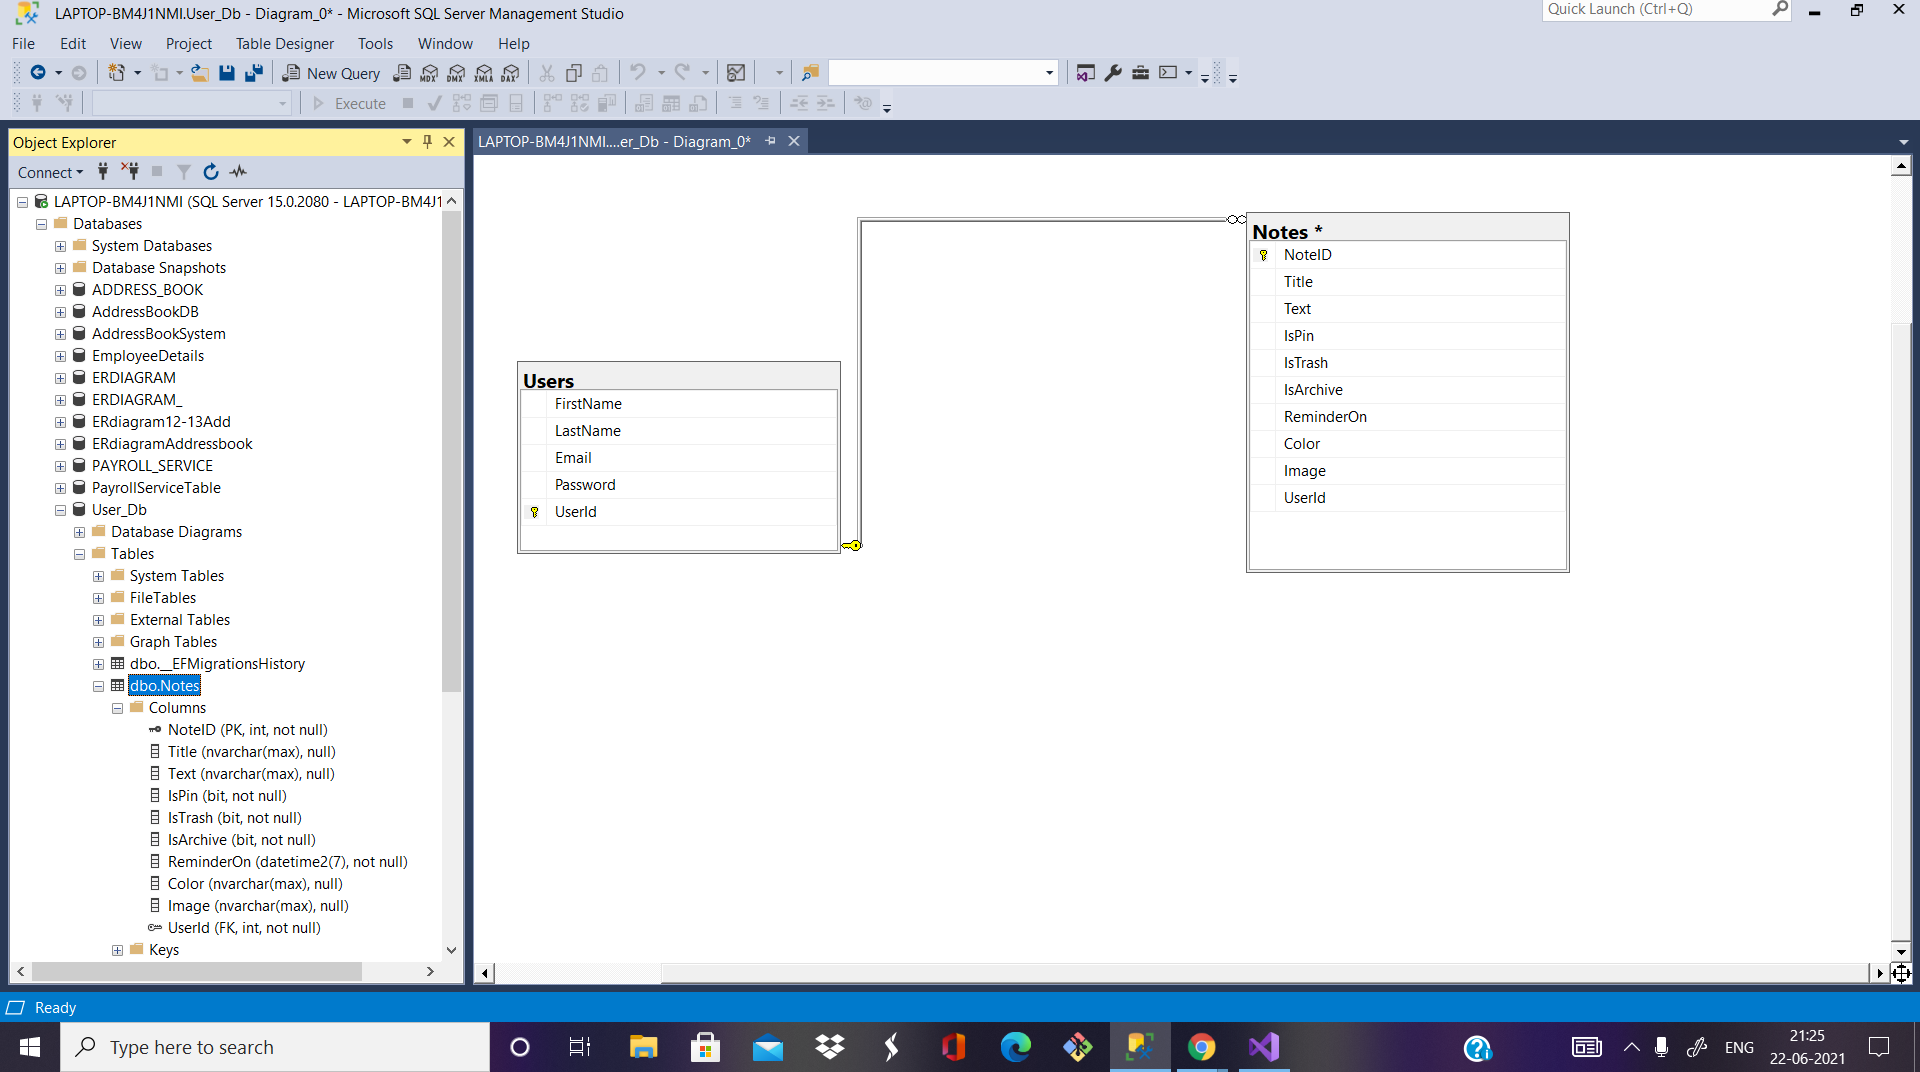 LAPTOP-BM4J1NMI.User_Db - Diagram_0* - Microsoft SQL Server Management Studio
Quick Launch (Ctrl+Q)
File Edit View Project Table Designer Tools Window Help
New Query MDX DMX XMLA DAX
Execute
Object Explorer
LAPTOP-BM4J1NMI....er_Db - Diagram_0*
Connect
LAPTOP-BM4J1NMI (SQL Server 15.0.2080 - LAPTOP-BM4J1
Databases
System Databases
Database Snapshots
ADDRESS_BOOK
AddressBookDB
AddressBookSystem
EmployeeDetails
ERDIAGRAM
ERDIAGRAM_
ERdiagram12-13Add
ERdiagramAddressbook
PAYROLL_SERVICE
PayrollServiceTable
User_Db
Database Diagrams
Tables
System Tables
FileTables
External Tables
Graph Tables
dbo.__EFMigrationsHistory
dbo.Notes
Columns
NoteID (PK, int, not null)
Title (nvarchar(max), null)
Text (nvarchar(max), null)
IsPin (bit, not null)
IsTrash (bit, not null)
IsArchive (bit, not null)
ReminderOn (datetime2(7), not null)
Color (nvarchar(max), null)
Image (nvarchar(max), null)
UserId (FK, int, not null)
Keys
Users
FirstName
LastName
Email
Password
UserId
Notes *
NoteID
Title
Text
IsPin
IsTrash
IsArchive
ReminderOn
Color
Image
UserId
Ready
Type here to search
ENG
21:25
22-06-2021